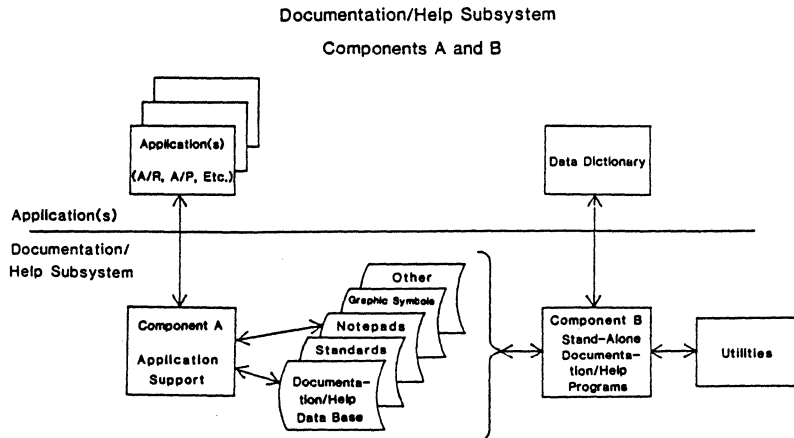 Documentation/Help Subsystem
Components A and B
Application(s)
(A/R, A/P, Etc.)
Data Dictionary
Application(s)
Documentation/
Help Subsystem
Other
Graphic Symbols
Notepads
Standards
Documenta-
tion/Help
Data Base
Component A
Application
Support
Component B
Stand-Alone
Documenta-
tion/Help
Programs
Utilities